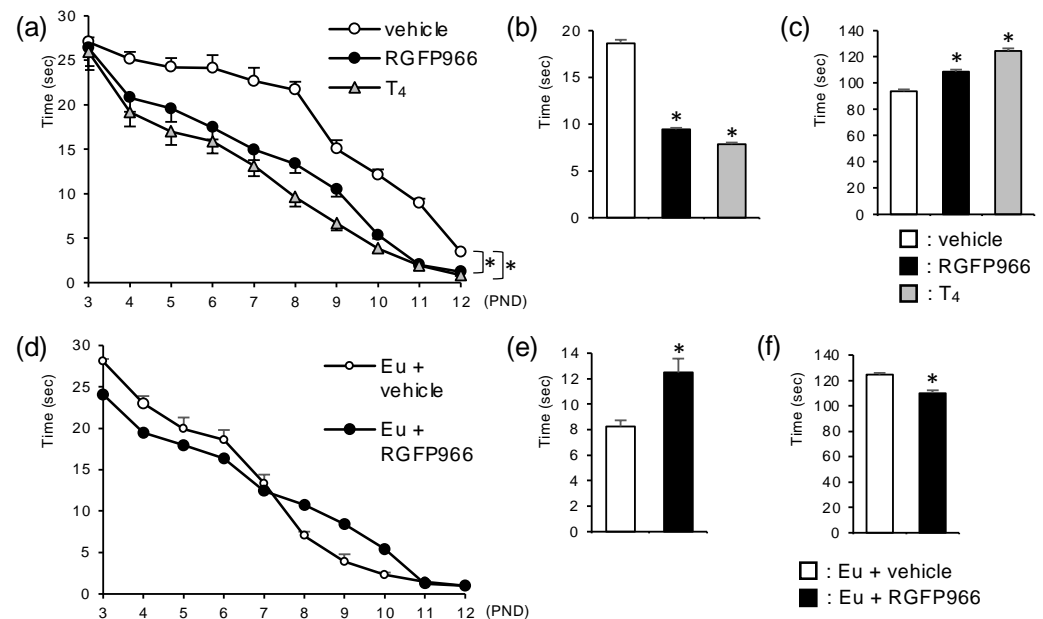 (a)
30
25
20
15
10
5
0
Time (sec)
3 4 5 6 7 8 9 10 11 12 (PND)
vehicle
RGFP966
T4
* *
(b)
20
15
10
5
0
Time (sec)
* *
(c)
140
120
100
80
60
40
20
0
Time (sec)
* *
: vehicle
: RGFP966
: T4
(d)
30
25
20
15
10
5
0
Time (sec)
3 4 5 6 7 8 9 10 11 12 (PND)
Eu +
vehicle
Eu +
RGFP966
(e)
14
12
10
8
6
4
2
0
Time (sec)
*
(f)
140
120
100
80
60
40
20
0
Time (sec)
*
: Eu + vehicle
: Eu + RGFP966